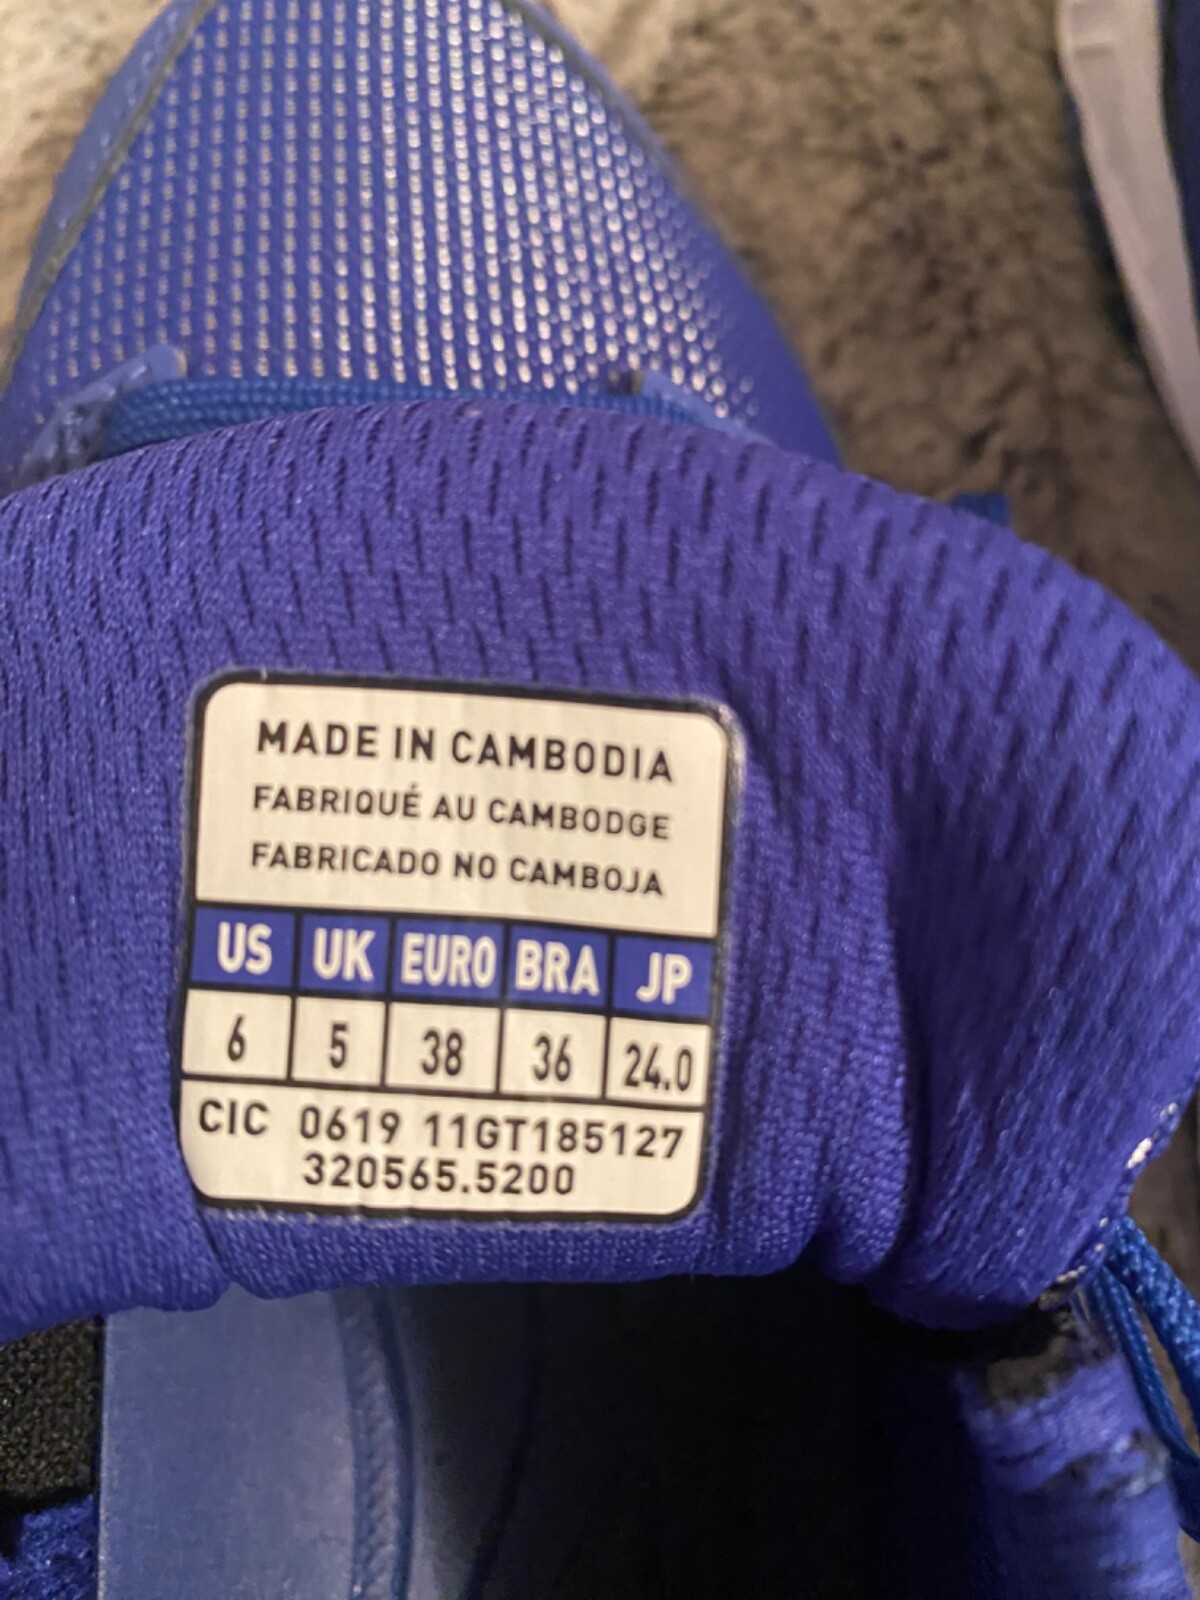 MADE IN CAMBODIA
FABRIQUÉ AU CAMBODGE
FABRICADO NO CAMBOJA
US UK EURO BRA JP
6 5 38 36 24.0
CIC 0619 11GT185127
320565.5200